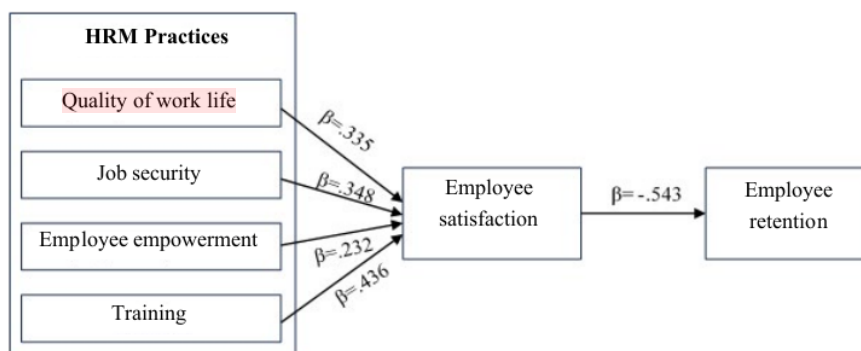 HRM Practices
Quality of work life
β=.335
Job security
β=.348
Employee empowerment
β=.232
Training
β=.436
Employee
satisfaction
β=-.543
Employee
retention